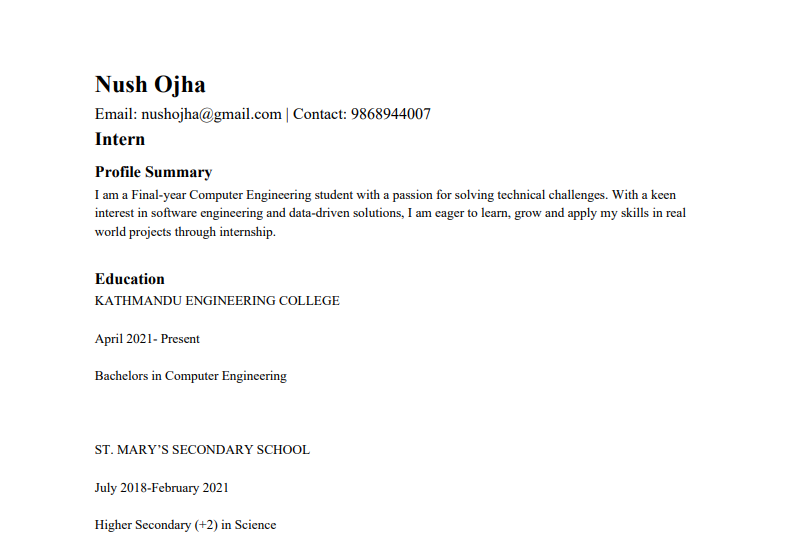 Nush Ojha
Email: nushojha@gmail.com | Contact: 9868944007
Intern
Profile Summary
I am a Final-year Computer Engineering student with a passion for solving technical challenges. With a keen
interest in software engineering and data-driven solutions, I am eager to learn, grow and apply my skills in real
world projects through internship.
Education
KATHMANDU ENGINEERING COLLEGE
April 2021- Present
Bachelors in Computer Engineering
ST. MARY’S SECONDARY SCHOOL
July 2018-February 2021
Higher Secondary (+2) in Science